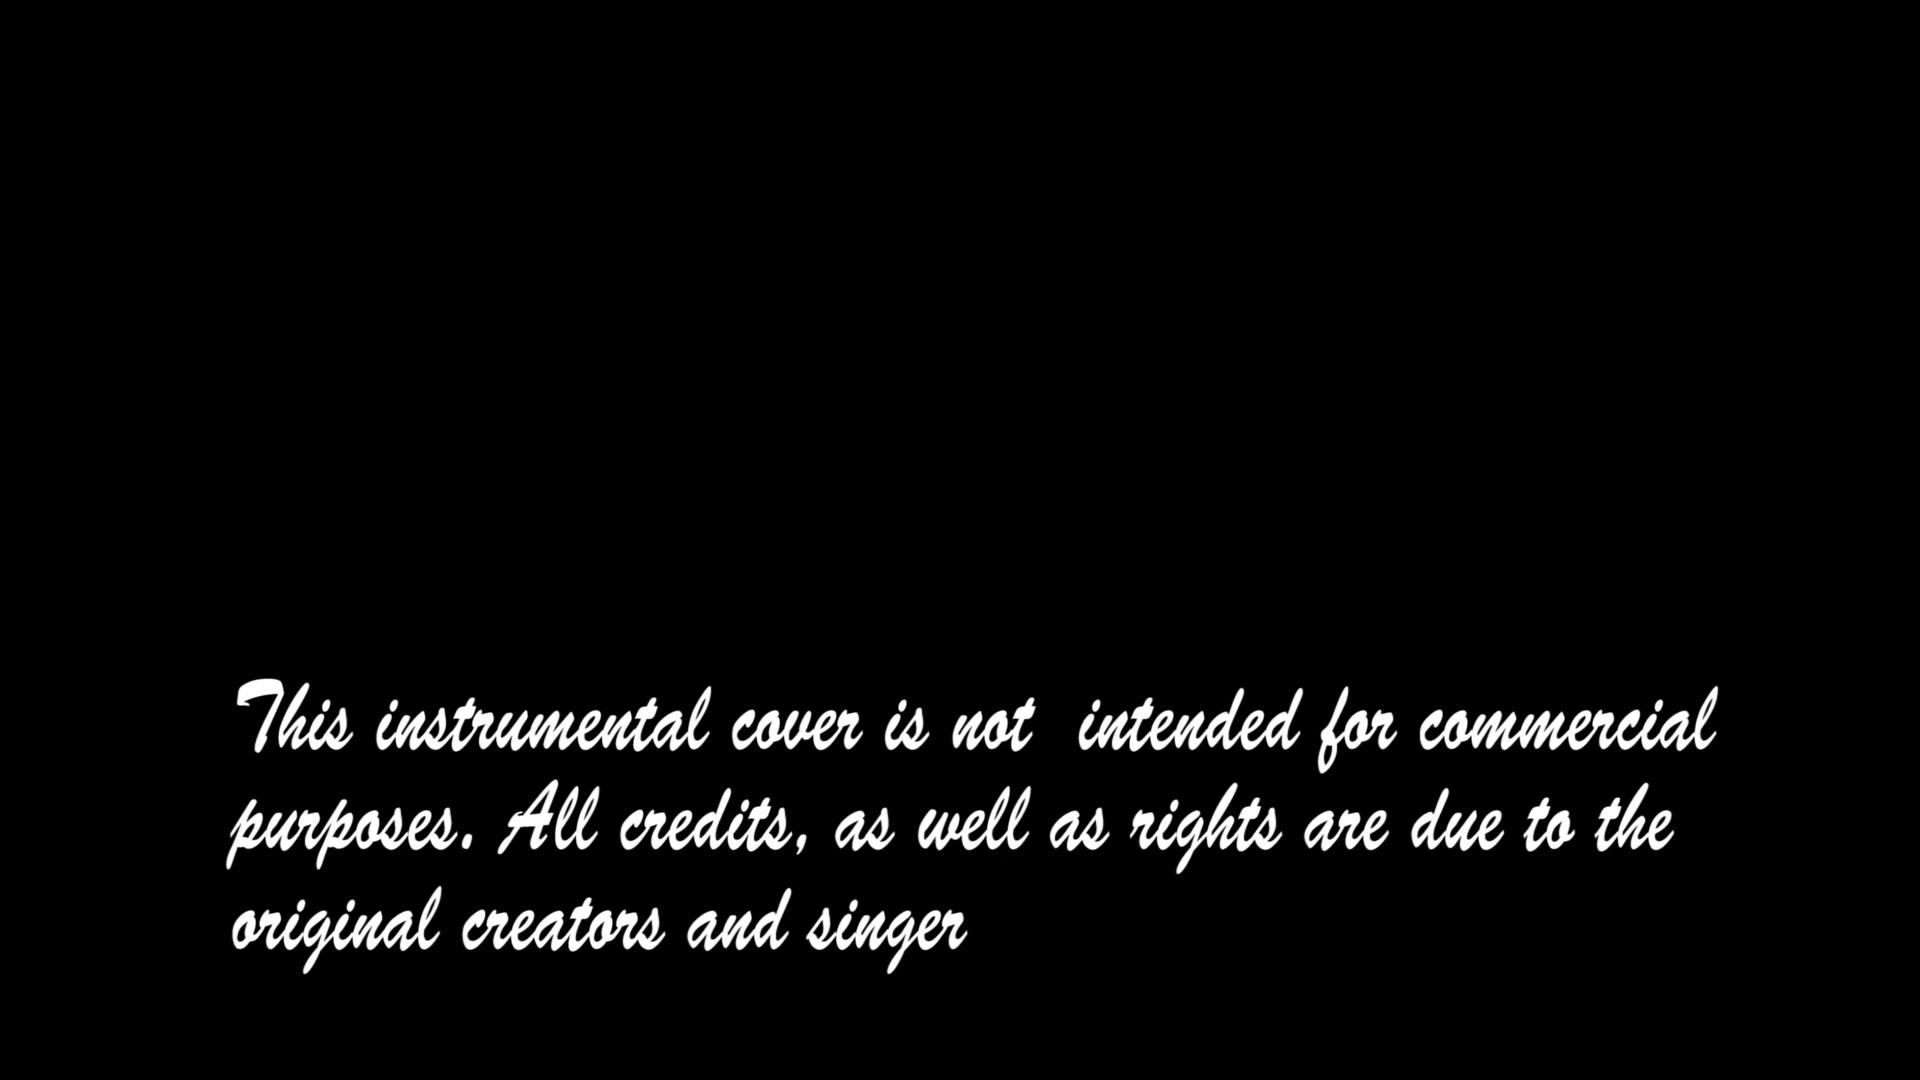 This instrumental cover is not  intended for commercial
purposes. All credits, as well as rights are due to the
original creators and singer